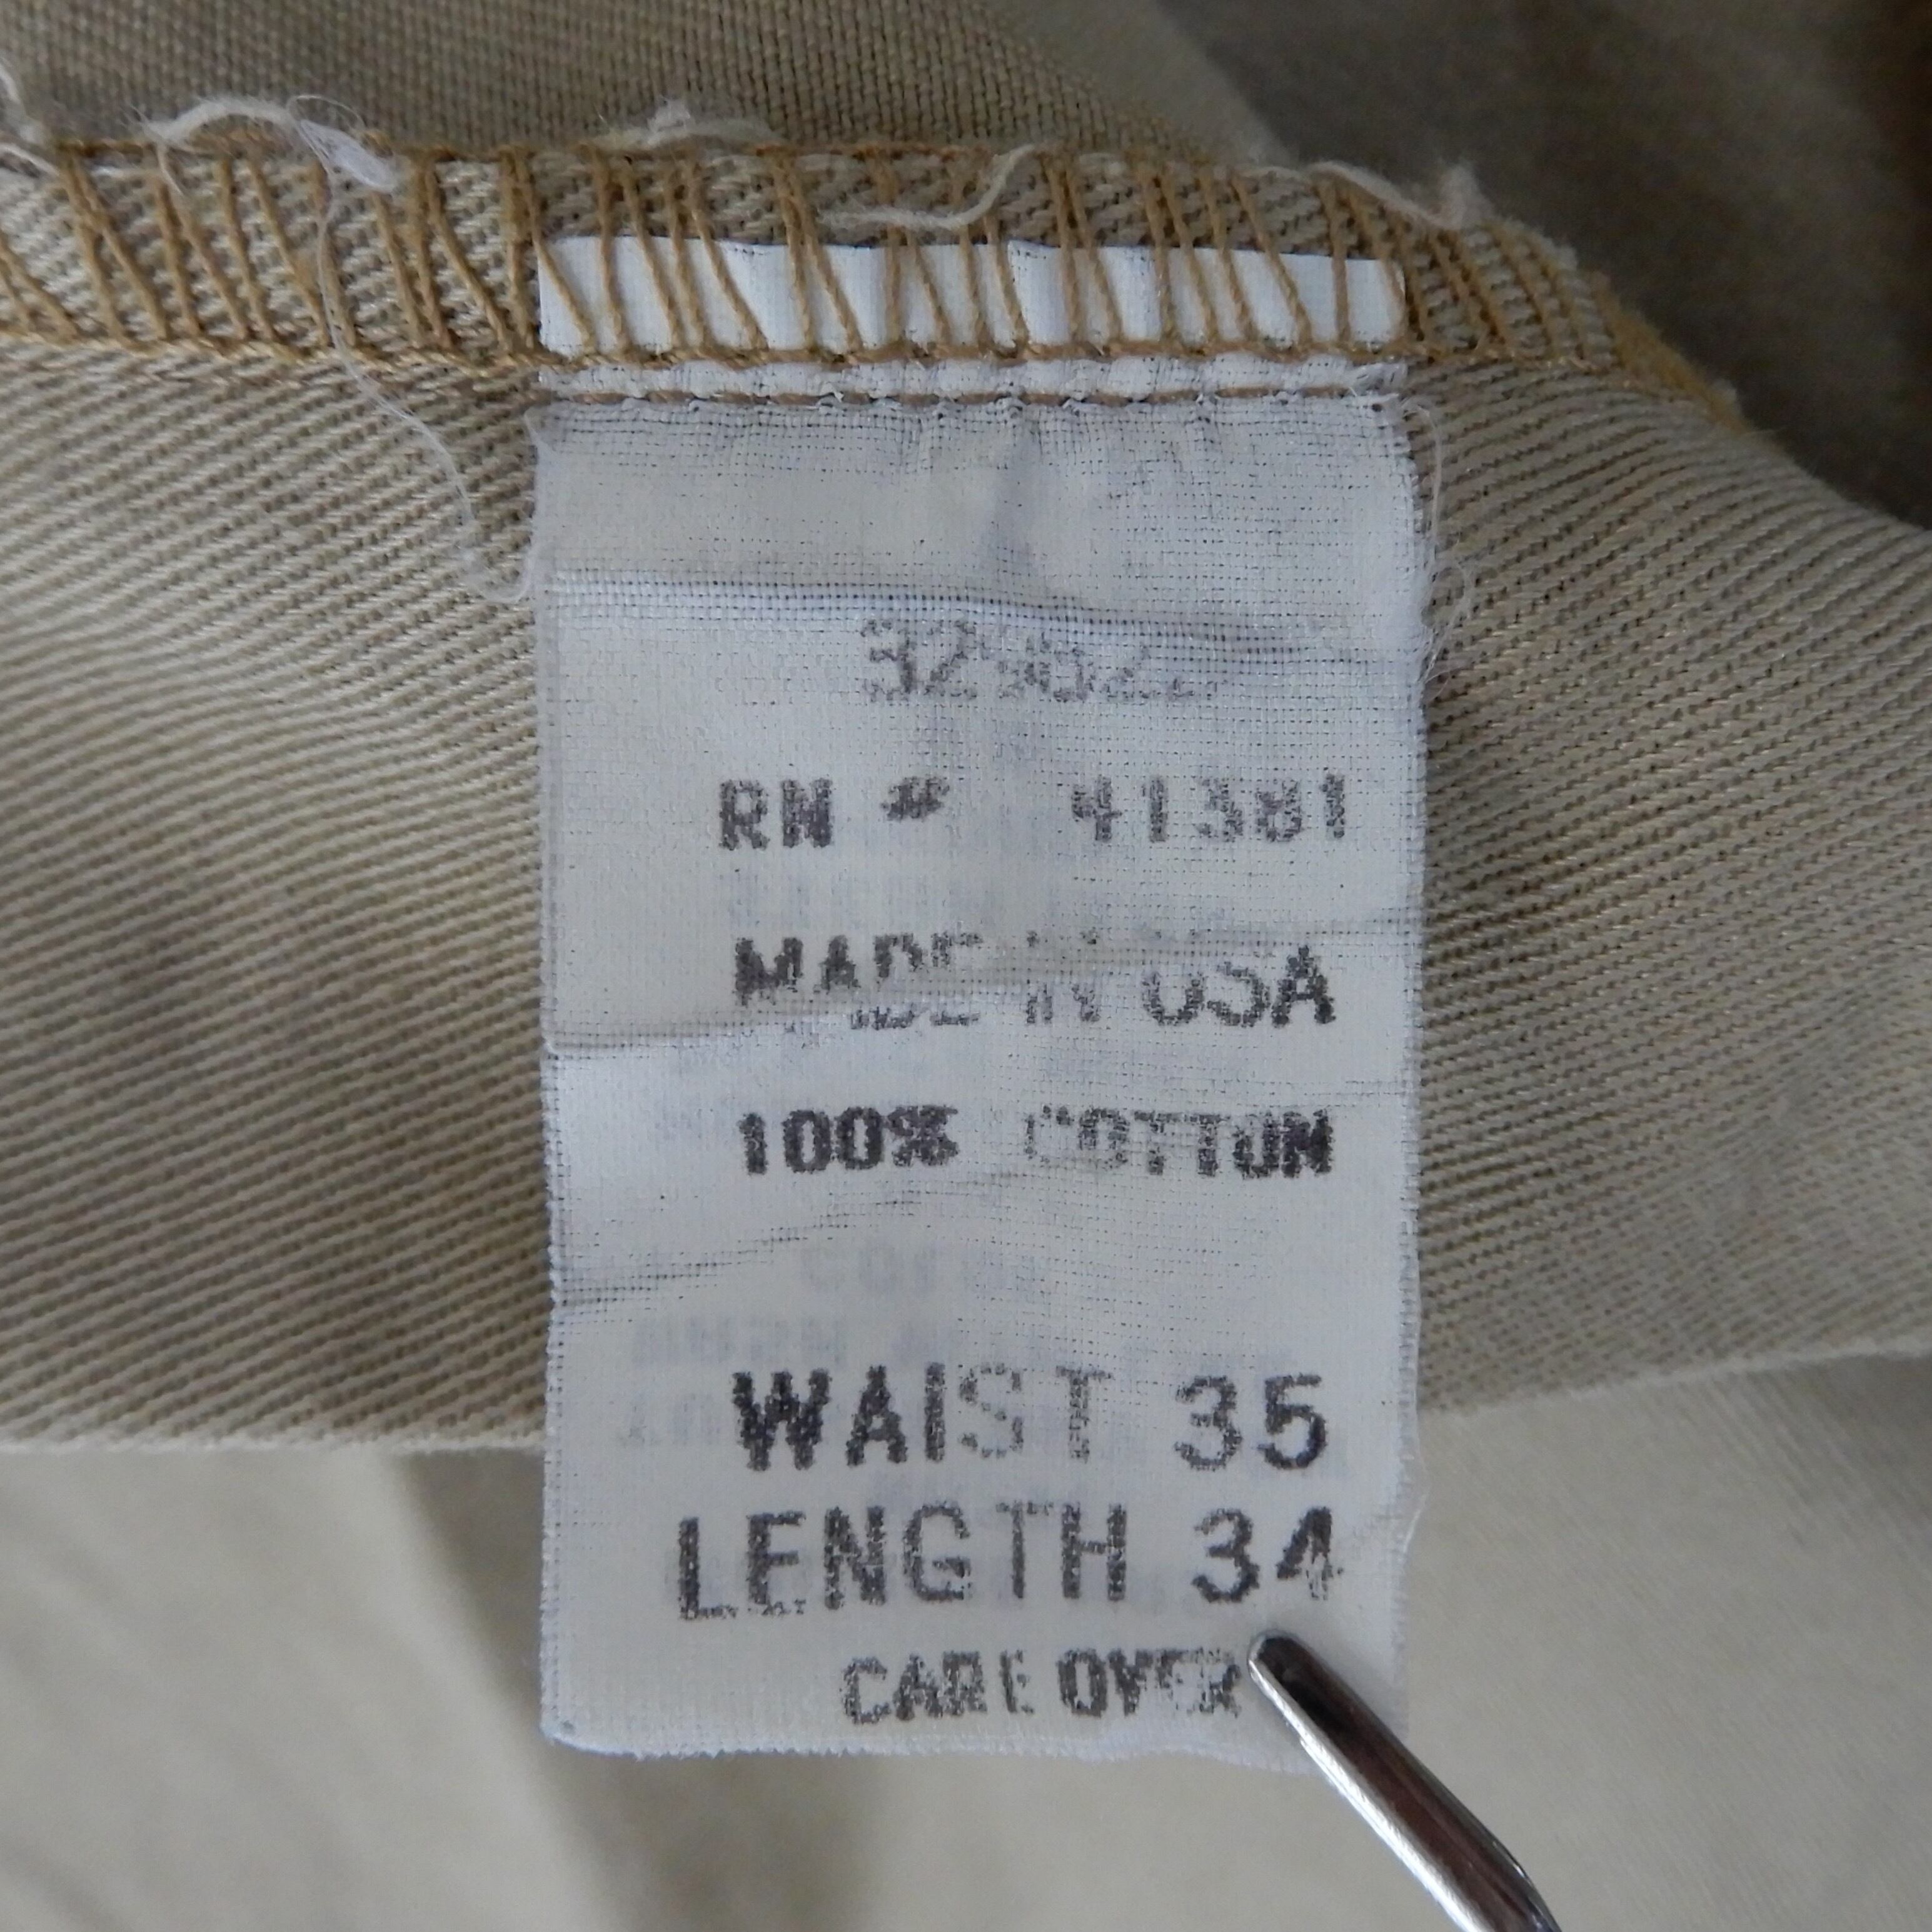 RN # 41381
MADE IN USA
100% COTTON
WAIST 35
LENGTH 34
CARE OVER